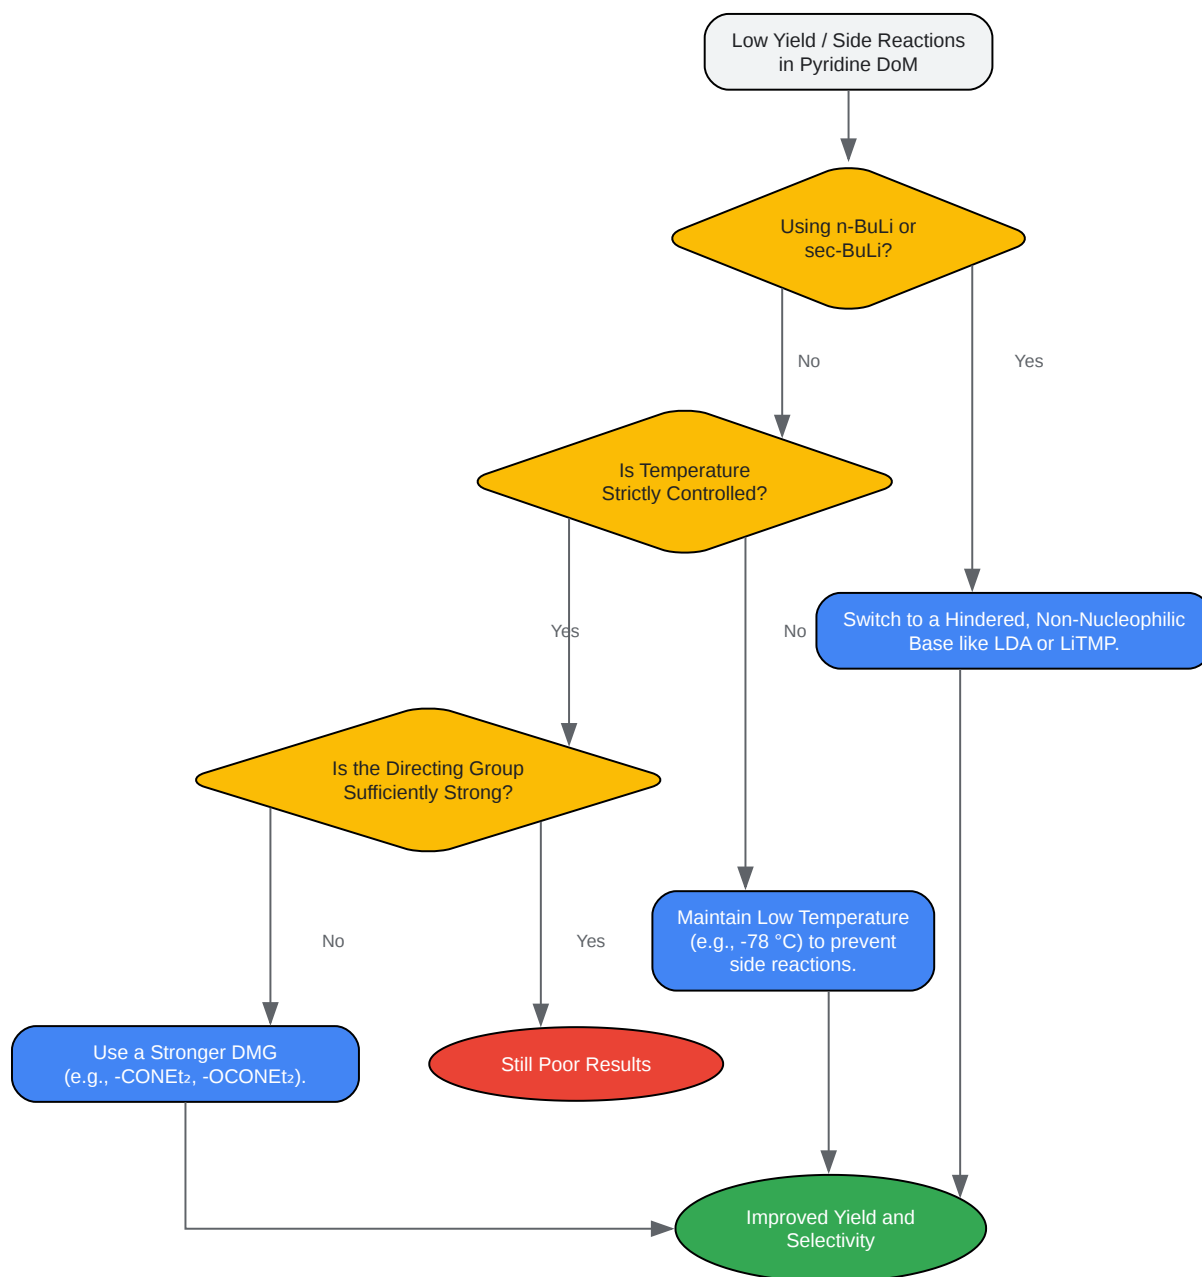 Low Yield / Side Reactions
in Pyridine DoM
Using n-BuLi or
sec-BuLi?
No
Yes
Is Temperature
Strictly Controlled?
Yes
No
Switch to a Hindered, Non-Nucleophilic
Base like LDA or LiTMP.
Is the Directing Group
Sufficiently Strong?
No
Yes
Maintain Low Temperature
(e.g., -78 °C) to prevent
side reactions.
Use a Stronger DMG
(e.g., -CONEt₂, -OCONEt₂).
Still Poor Results
Improved Yield and
Selectivity